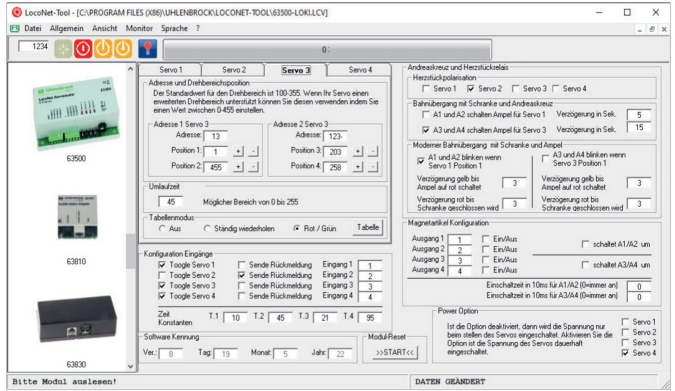 LocoNet-Tool - [C:\PROGRAM FILES (X86)\UHLENBROCK\LOCONET-TOOL\63500-LOKI.LCV]
Datei Allgemein Ansicht Monitor Sprache ?
1234
0:
63500
63810
63830
Servo 1 Servo 2 Servo 3 Servo 4
Adresse und Drehbereichsposition
Der Standardwert für den Drehbereich ist 100-355. Wenn Ihr Servo einen
erweiterten Drehbereich unterstützt können Sie diesen verwenden indem Sie
einen Wert zwischen 0-455 einstellen.
Adresse 1 Servo 3
Adresse: 13
Position 1: 1 + -
Position 2: 455 + -
Adresse 2 Servo 3
Adresse: 123
Position 3: 203 + -
Position 4: 258 + -
Umlaufzeit
45 Möglicher Bereich von 0 bis 255
Tabellenmodus
Aus Ständig wiederholen Rot / Grün Tabelle
Konfiguration Eingänge
Toogle Servo 1 Sende Rückmeldung Eingang 1 1
Toogle Servo 2 Sende Rückmeldung Eingang 2 2
Toogle Servo 3 Sende Rückmeldung Eingang 3 3
Toogle Servo 4 Sende Rückmeldung Eingang 4 4
Zeit
Konstanten T.1 10 T.2 45 T.3 21 T.4 95
Software Kennung
Ver.: 8 Tag: 19 Monat: 5 Jahr: 22
Modul-Reset
>>START<<
Andreaskreuz und Herzstückrelais
Herzstückpolarisation
Servo 1 Servo 2 Servo 3 Servo 4
Bahnübergang mit Schranke und Andreaskreuz
A1 und A2 schalten Ampel für Servo 1 Verzögerung in Sek. 5
A3 und A4 schalten Ampel für Servo 3 Verzögerung in Sek. 15
Moderner Bahnübergang mit Schranke und Ampel
A1 und A2 blinken wenn
Servo 1 Position 1
A3 und A4 blinken wenn
Servo 3 Position 1
Verzögerung gelb bis
Ampel auf rot schaltet 3
Verzögerung gelb bis
Ampel auf rot schaltet 3
Verzögerung rot bis
Schranke geschlossen wird 3
Verzögerung rot bis
Schranke geschlossen wird 3
Magnetartikel Konfiguration
Ausgang 1 1 Ein/Aus
Ausgang 2 2 Ein/Aus
Ausgang 3 3 Ein/Aus
Ausgang 4 4 Ein/Aus
schaltet A1/A2 um
schaltet A3/A4 um
Einschaltzeit in 10ms für A1/A2 (0=immer an) 0
Einschaltzeit in 10ms für A3/A4 (0=immer an) 0
Power Option
Ist die Option deaktiviert, dann wird die Spannung nur
beim stellen des Servos eingeschaltet. Aktivieren Sie die
Option ist die Spannung des Servos dauerhaft
eingeschaltet.
Servo 1
Servo 2
Servo 3
Servo 4
Bitte Modul auslesen!
DATEN GEÄNDERT